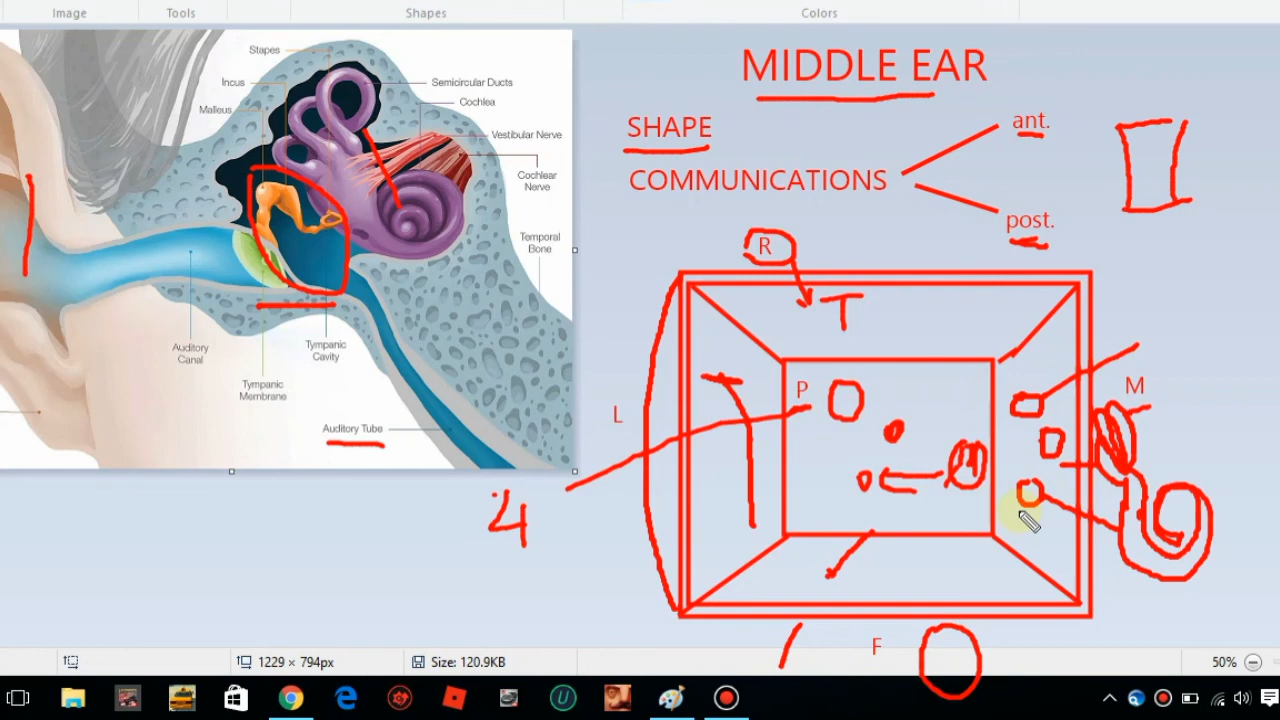 Image
Tools
Shapes
Colors
Stapes
Incus
Malleus
Semicircular Ducts
Cochlea
Vestibular Nerve
Cochlear
Nerve
Temporal
Bone
Auditory
Canal
Tympanic
Cavity
Tympanic
Membrane
Auditory Tube
MIDDLE EAR
SHAPE
ant.
COMMUNICATIONS
post.
R
T
P
M
L
4
F
1229 × 794px
Size: 120.9KB
50%